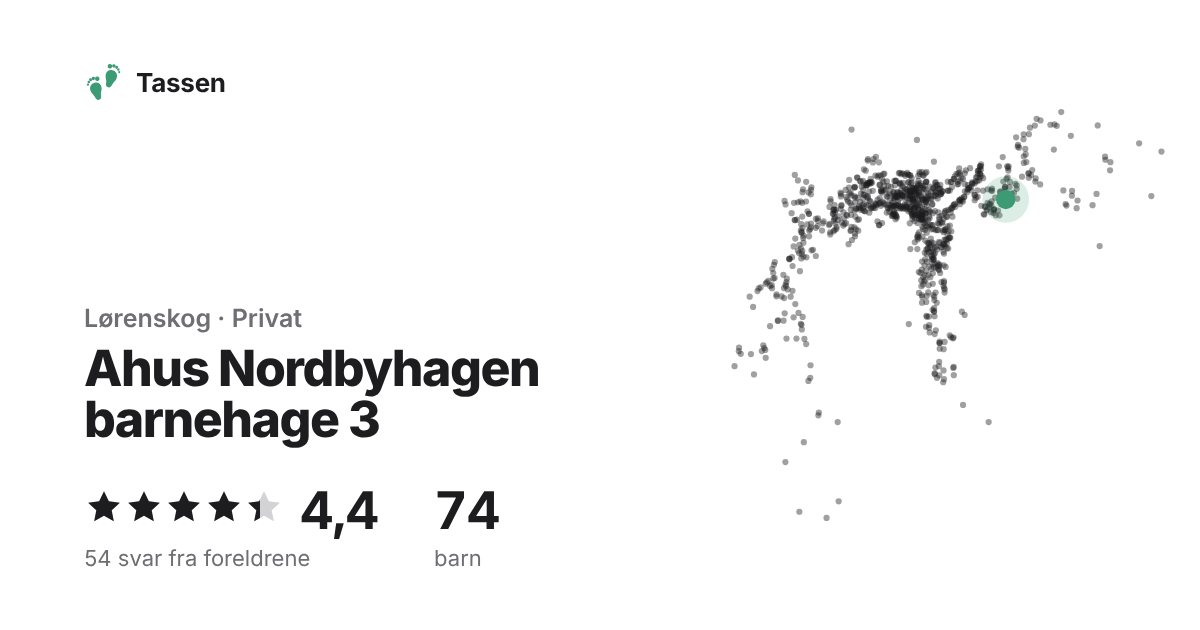 Tassen
Lørenskog · Privat
Ahus Nordbyhagen
barnehage 3
4,4
54 svar fra foreldrene
74
barn